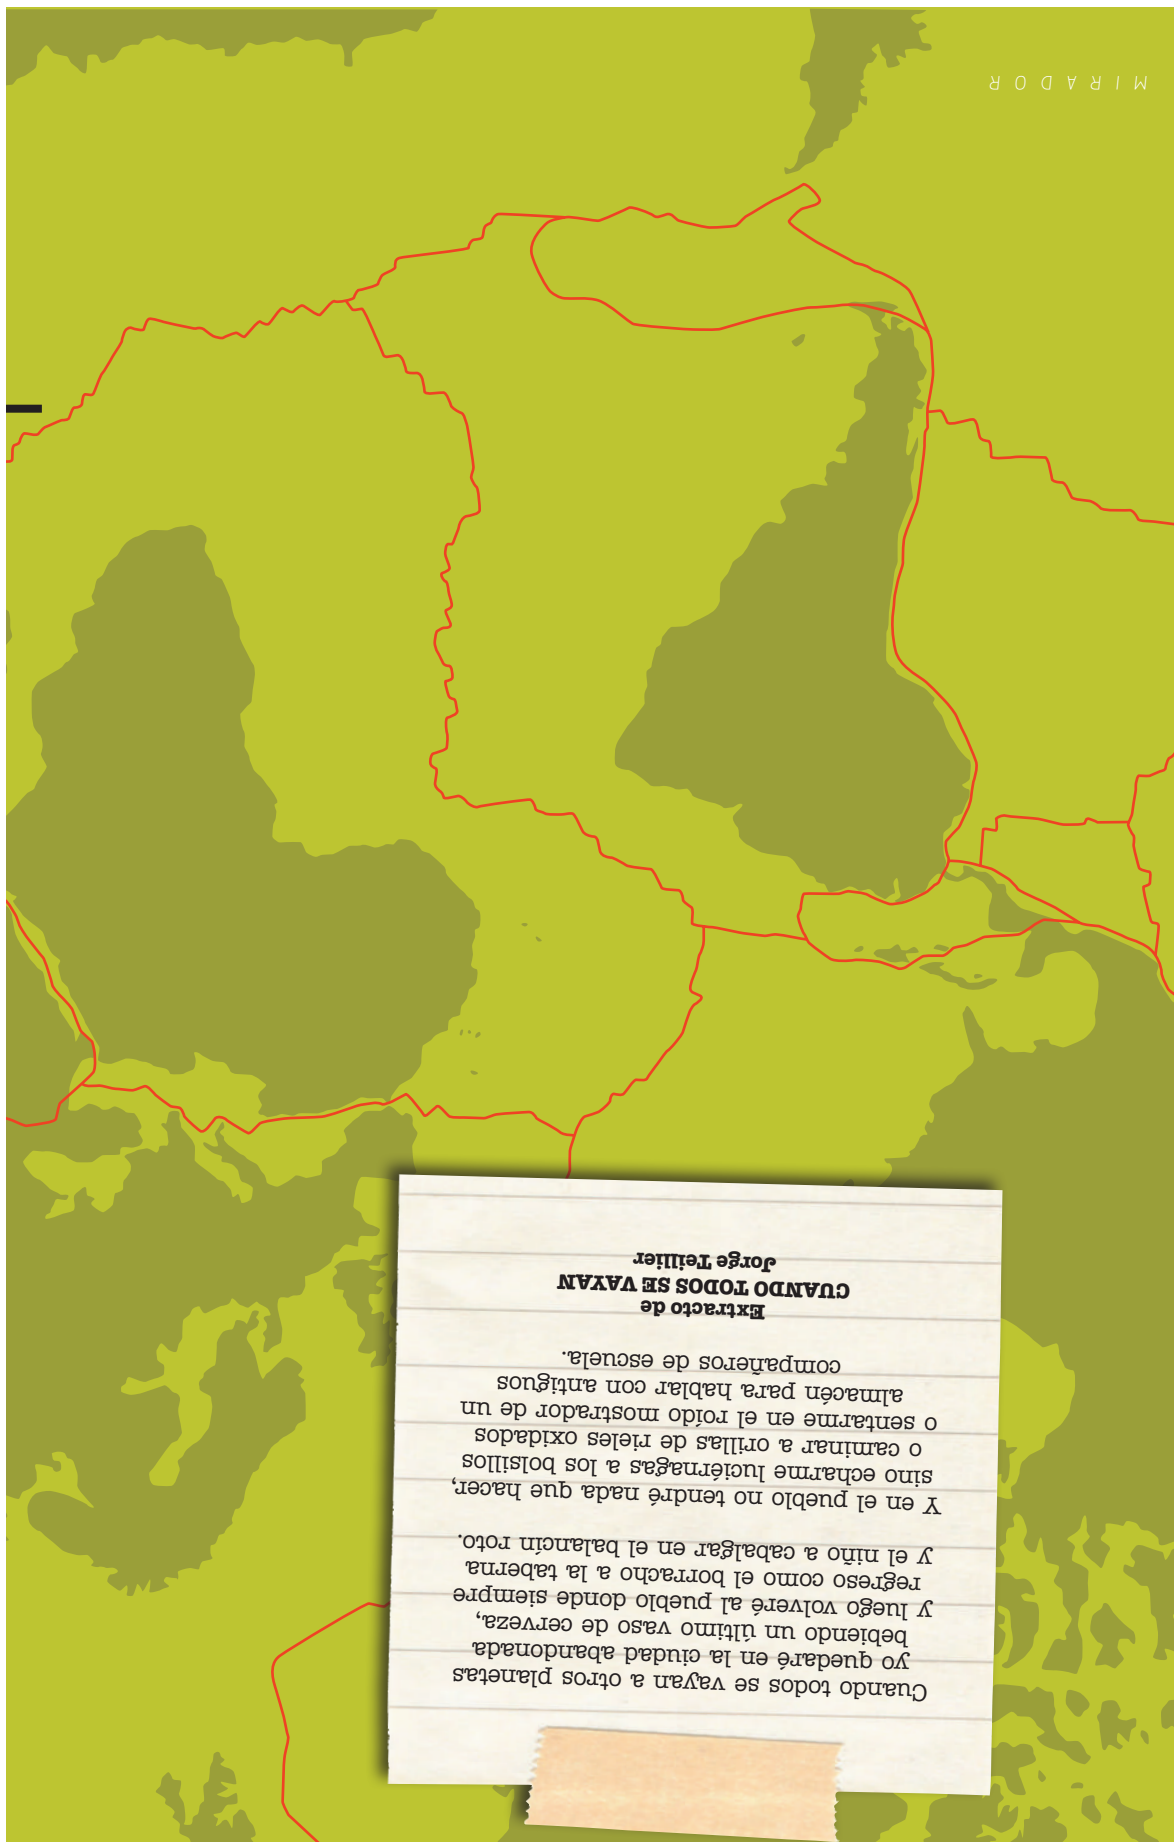 Cuando todos se vayan a otros planetas
yo quedaré en la ciudad abandonada
bebiendo un último vaso de cerveza,
y luego volveré al pueblo donde siempre
regreso como el borracho a la taberna
y el niño a cabalgar en el balancín roto.
Y en el pueblo no tendré nada que hacer,
sino echarme luciérnagas a los bolsillos
o caminar a orillas de rieles oxidados
o sentarme en el roído mostrador de un
almacén para hablar con antiguos
compañeros de escuela.
Extracto de
CUANDO TODOS SE VAYAN
Jorge Teillier
MIRADOR